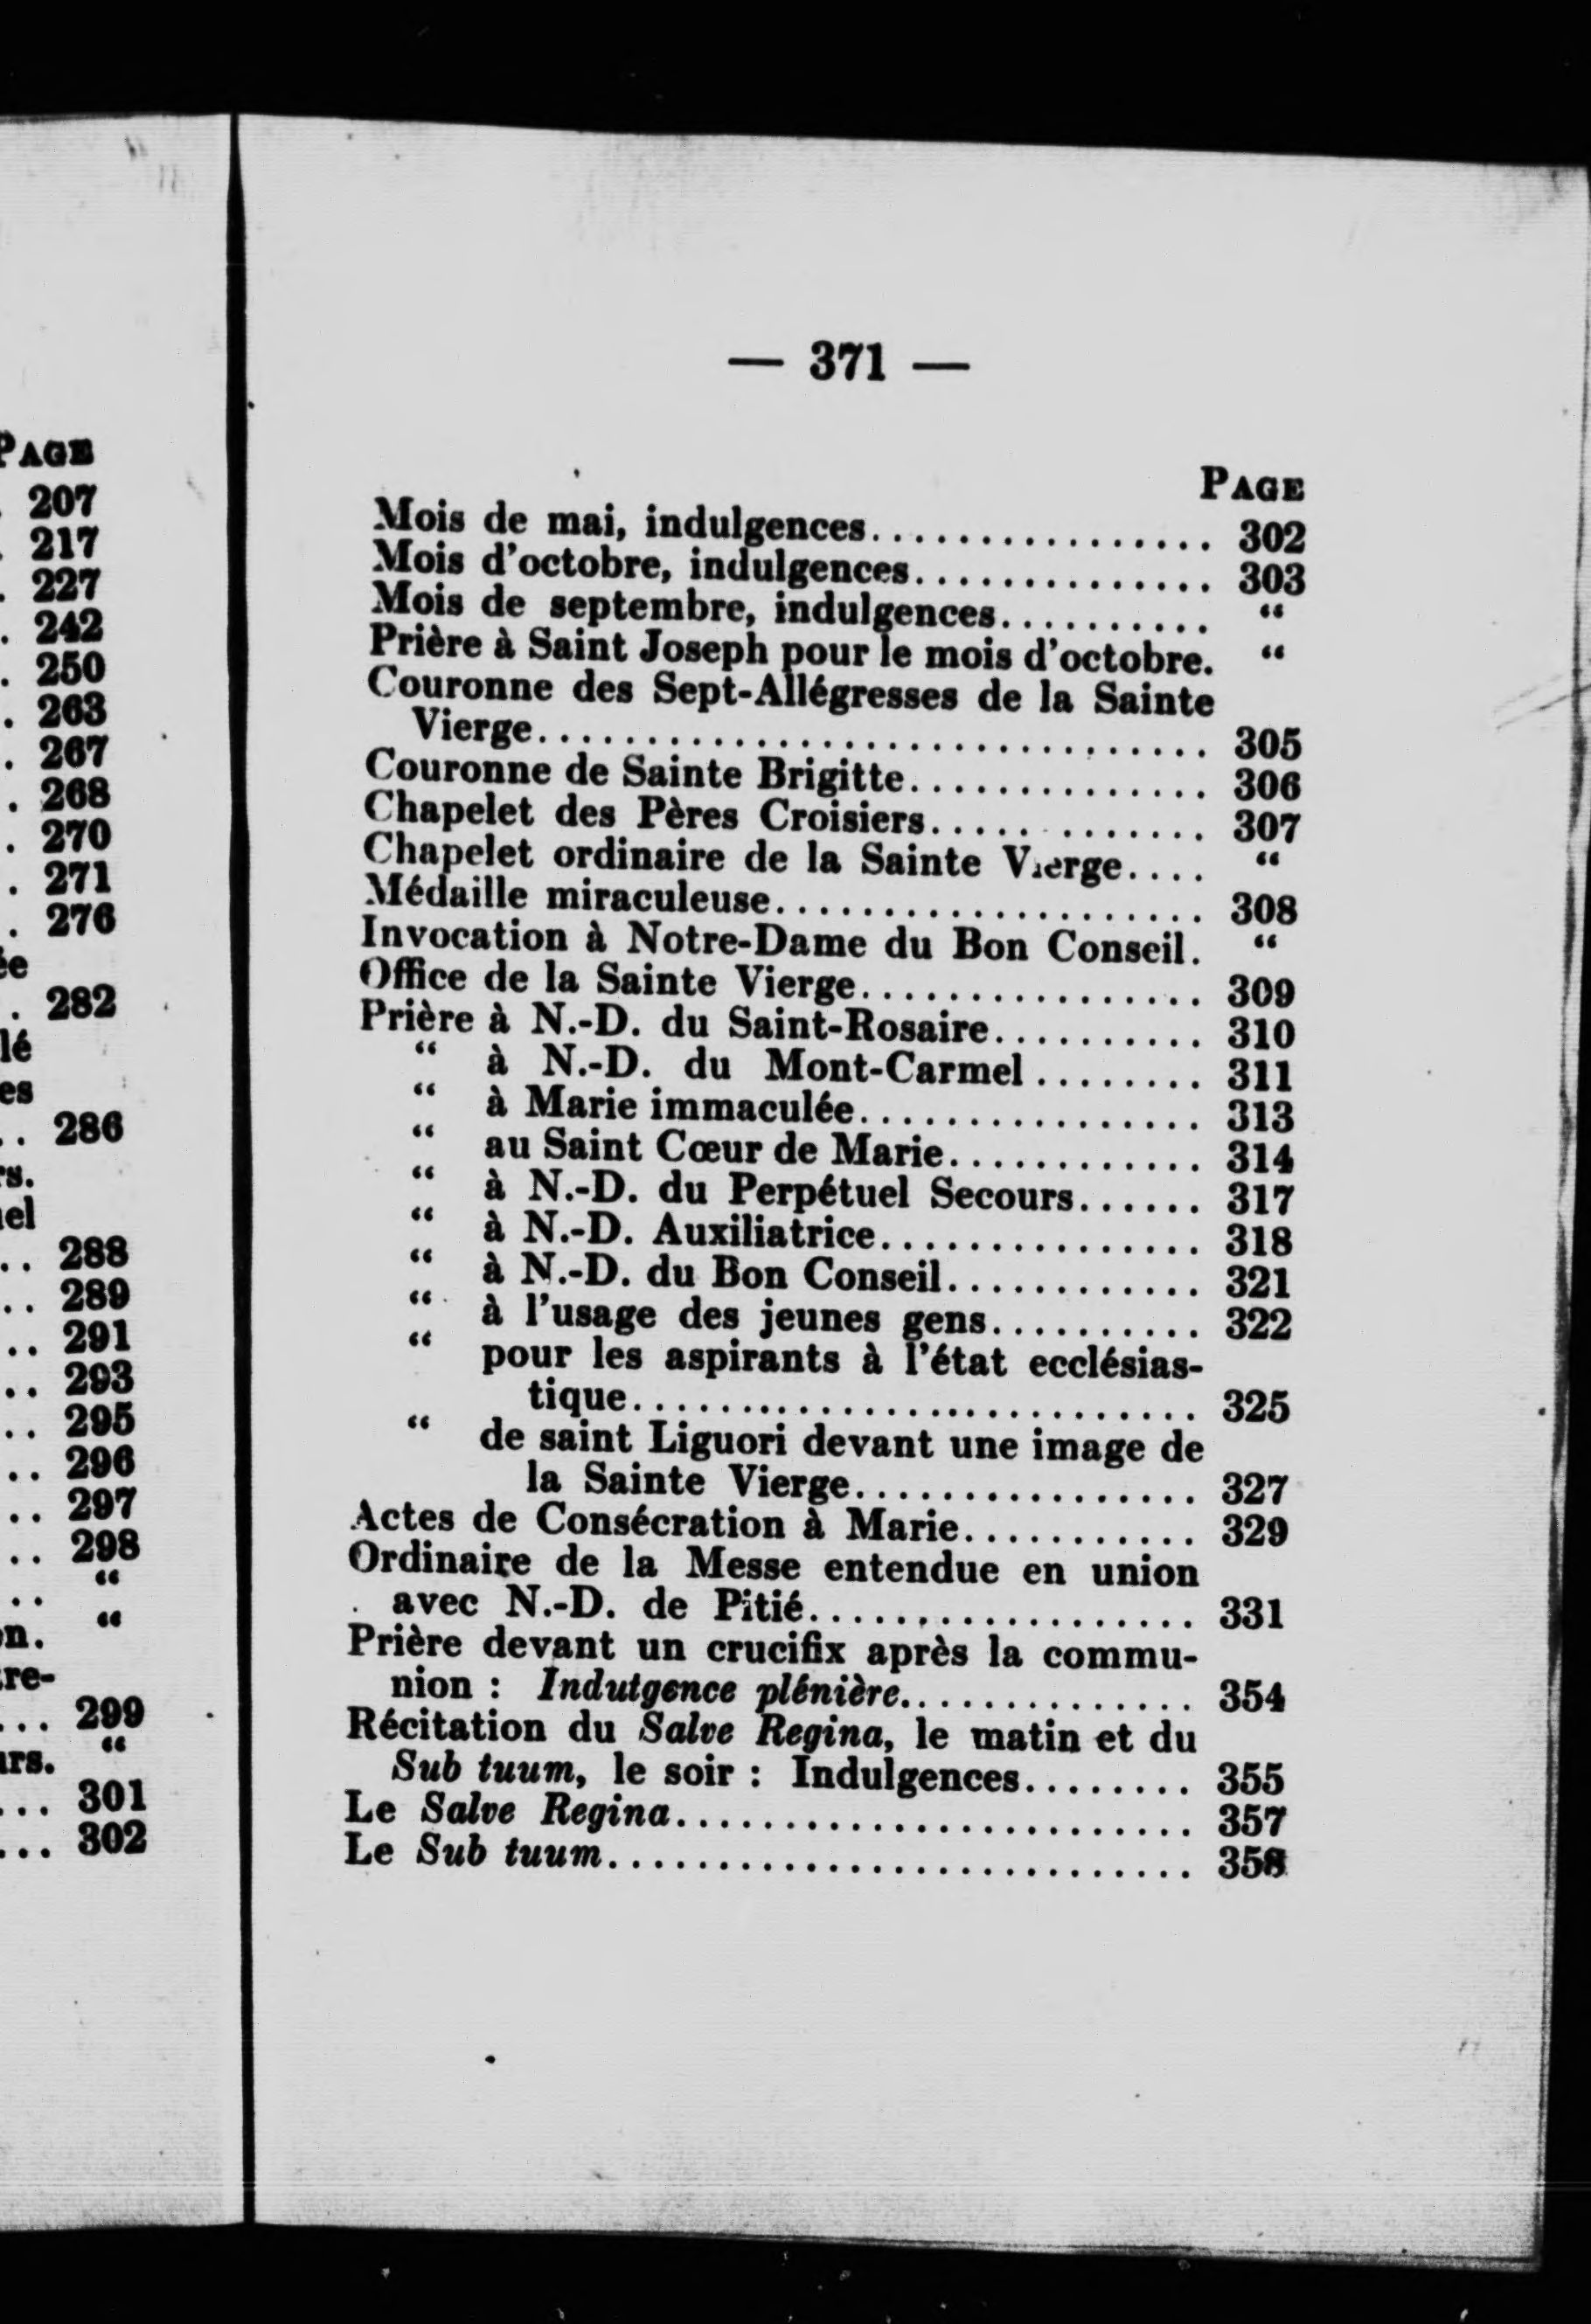 PAGE
. 207
. 217
. 227
. 242
. 250
. 263
. 267
. 268
. 270
. 271
. 276
. 282
lé
es
.. 286
rs.
.. 288
.. 289
.. 291
.. 293
.. 295
.. 296
.. 297
.. 298
.. “
n. “
re-
... 299
rs. “
... 301
... 302
— 371 —
PAGE
Mois de mai, indulgences................ 302
Mois d'octobre, indulgences.............. 303
Mois de septembre, indulgences.......... “
Prière à Saint Joseph pour le mois d'octobre. “
Couronne des Sept-Allégresses de la Sainte
Vierge............................... 305
Couronne de Sainte Brigitte.............. 306
Chapelet des Pères Croisiers............. 307
Chapelet ordinaire de la Sainte Vierge.... “
Médaille miraculeuse.................... 308
Invocation à Notre-Dame du Bon Conseil. “
Office de la Sainte Vierge................ 309
Prière à N.-D. du Saint-Rosaire.......... 310
“ à N.-D. du Mont-Carmel ........ 311
“ à Marie immaculée................ 313
“ au Saint Cœur de Marie............ 314
“ à N.-D. du Perpétuel Secours...... 317
“ à N.-D. Auxiliatrice............... 318
“ à N.-D. du Bon Conseil............ 321
“ à l'usage des jeunes gens.......... 322
“ pour les aspirants à l'état ecclésias-
tique.......................... 325
“ de saint Liguori devant une image de
la Sainte Vierge................ 327
Actes de Consécration à Marie........... 329
Ordinaire de la Messe entendue en union
avec N.-D. de Pitié.................. 331
Prière devant un crucifix après la commu-
nion : Indutgence plénière.............. 354
Récitation du Salve Regina, le matin et du
Sub tuum, le soir : Indulgences........ 355
Le Salve Regina........................ 357
Le Sub tuum........................... 358